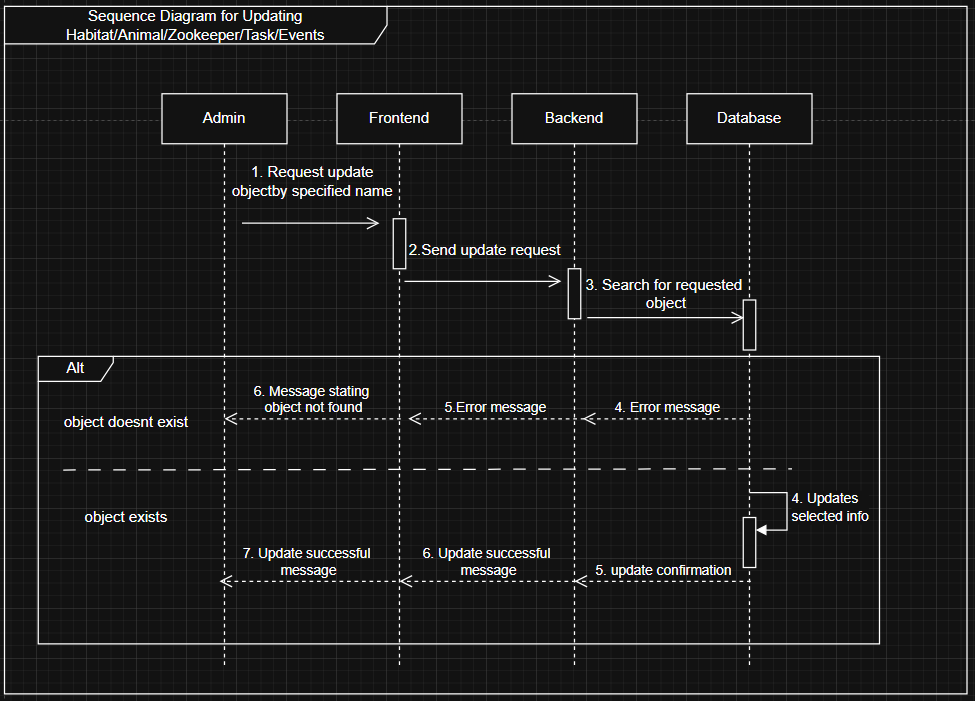 Sequence Diagram for Updating
Habitat/Animal/Zookeeper/Task/Events
Admin
Frontend
Backend
Database
1. Request update
objectby specified name
2.Send update request
3. Search for requested
object
Alt
object doesnt exist
6. Message stating
object not found
5.Error message
4. Error message
object exists
4. Updates
selected info
7. Update successful
message
6. Update successful
message
5. update confirmation